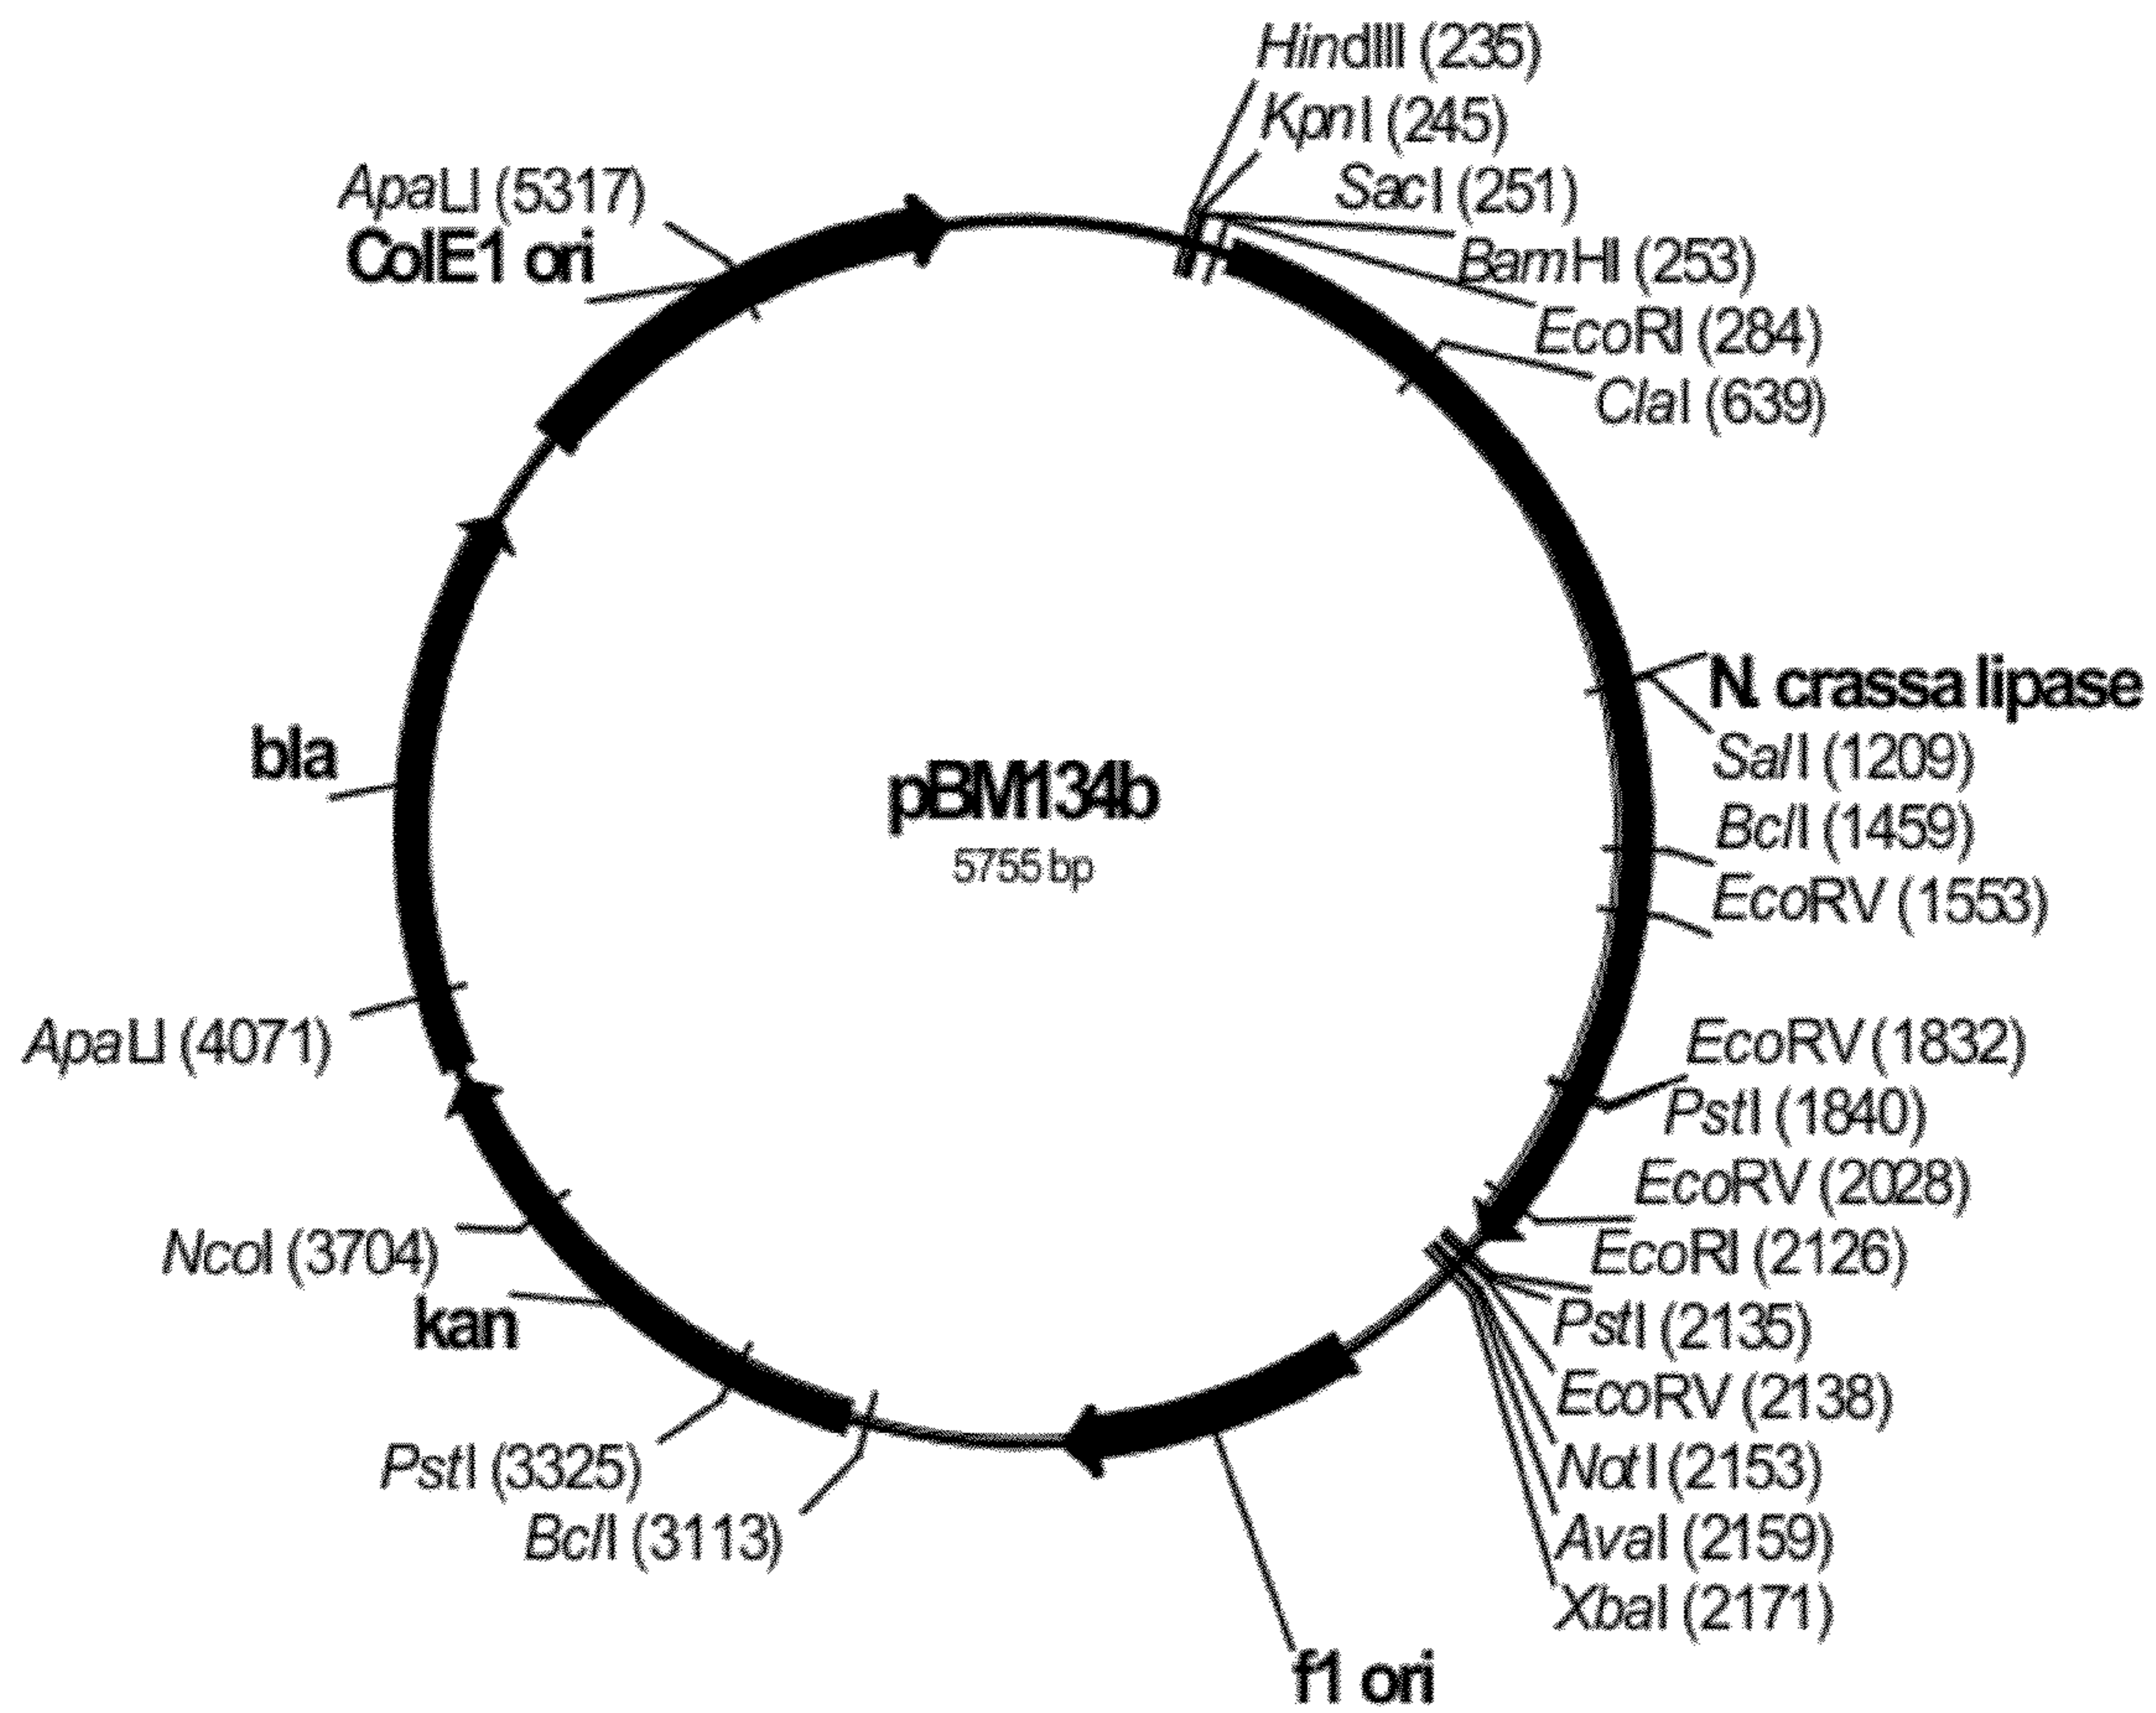 HindIII (235)
KpnI (245)
SacI (251)
BamHI (253)
EcoRI (284)
ClaI (639)
ApaLI (5317)
ColE1 ori
N. crassa lipase
SalI (1209)
BclI (1459)
EcoRV (1553)
bla
pBM134b
5755 bp
ApaLI (4071)
EcoRV (1832)
PstI (1840)
EcoRV (2028)
EcoRI (2126)
PstI (2135)
EcoRV (2138)
NotI (2153)
AvaI (2159)
XbaI (2171)
NcoI (3704)
kan
PstI (3325)
BclI (3113)
f1 ori